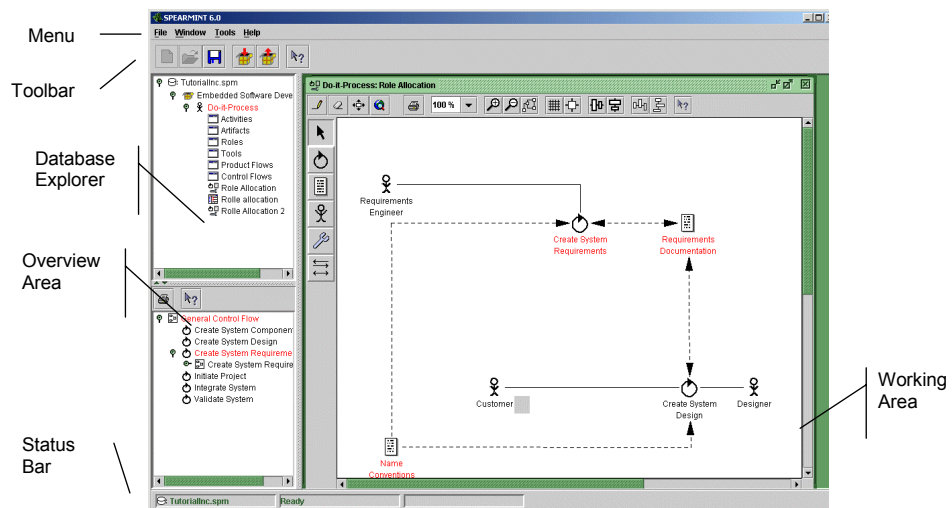 SPEARMINT 6.0
Menu
File Window Tools Help
Toolbar
TutorialInc.spm
Embedded Software Deve
Do-it-Process
Activities
Artifacts
Roles
Tools
Product Flows
Control Flows
Role Allocation
Rolle allocation
Rolle Allocation 2
Database
Explorer
Do-it-Process: Role Allocation
100 %
Requirements
Engineer
Create System
Requirements
Requirements
Documentation
Customer
Create System
Design
Designer
Name
Conventions
Working
Area
Overview
Area
General Control Flow
Create System Componen
Create System Design
Create System Requireme
Create System Require
Initiate Project
Integrate System
Validate System
Status
Bar
TutorialInc.spm
Ready